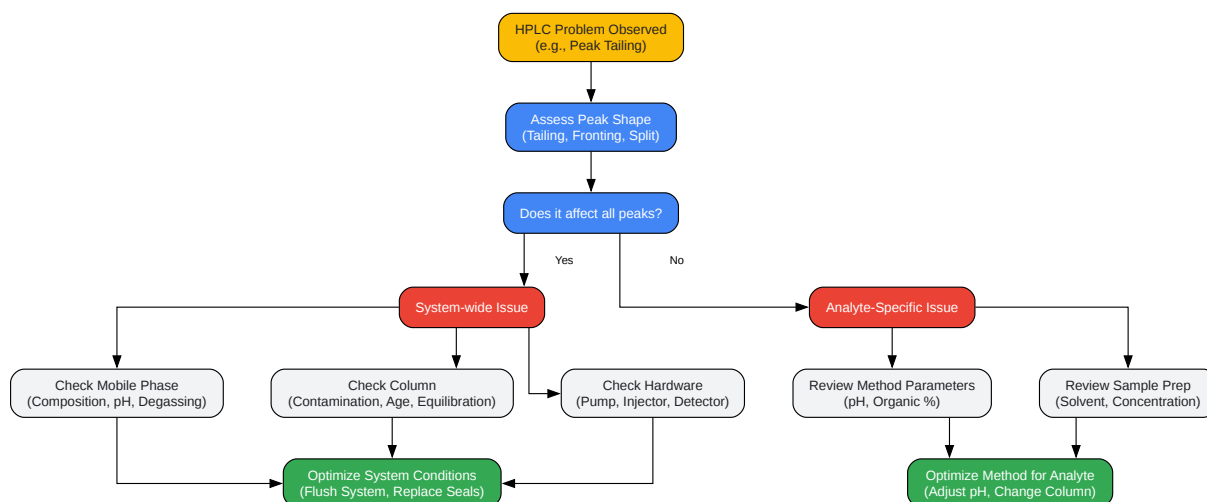 HPLC Problem Observed
(e.g., Peak Tailing)
Assess Peak Shape
(Tailing, Fronting, Split)
Does it affect all peaks?
Yes
No
System-wide Issue
Analyte-Specific Issue
Check Mobile Phase
(Composition, pH, Degassing)
Check Column
(Contamination, Age, Equilibration)
Check Hardware
(Pump, Injector, Detector)
Review Method Parameters
(pH, Organic %)
Review Sample Prep
(Solvent, Concentration)
Optimize System Conditions
(Flush System, Replace Seals)
Optimize Method for Analyte
(Adjust pH, Change Column)